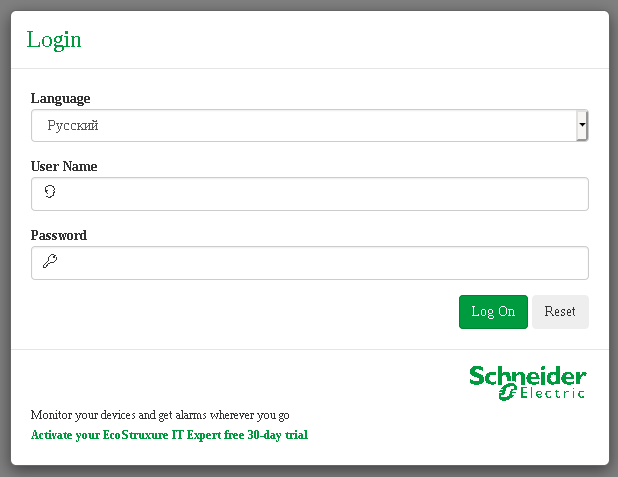 Login
Language
Русский
User Name
Password
Log On
Reset
Schneider
Electric
Monitor your devices and get alarms wherever you go
Activate your EcoStruxure IT Expert free 30-day trial